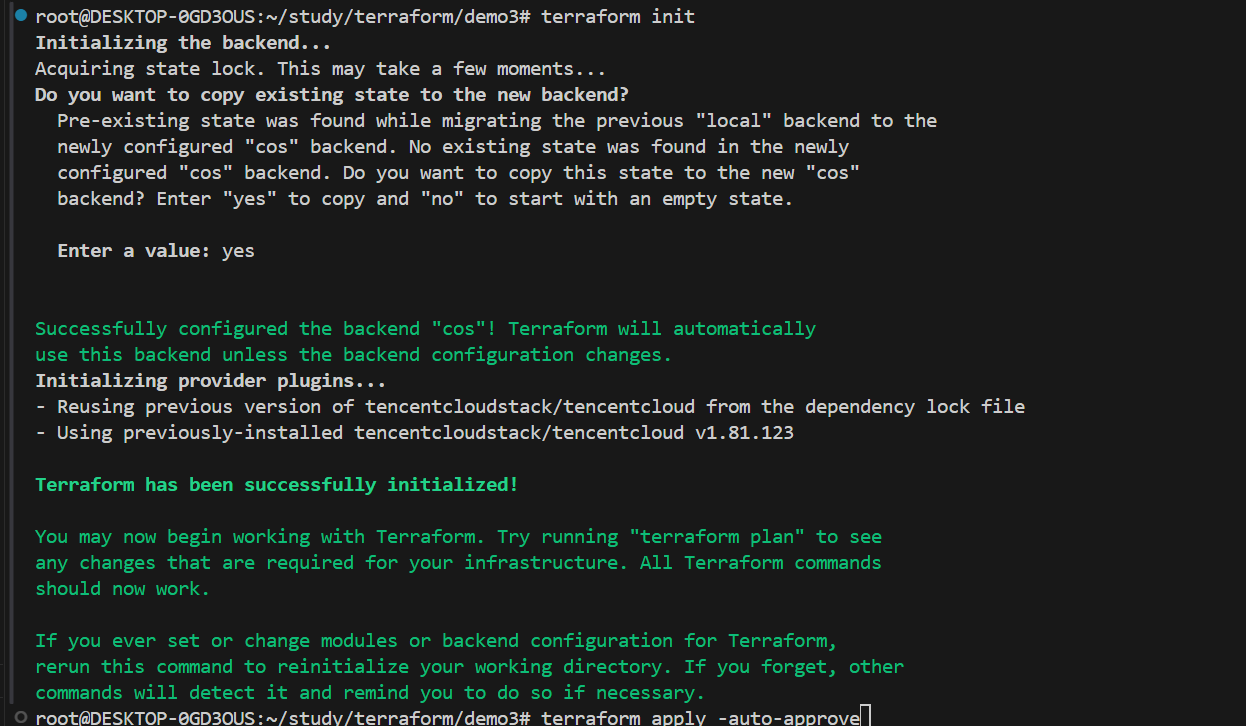 root@DESKTOP-0GD3OUS:~/study/terraform/demo3# terraform init
Initializing the backend...
Acquiring state lock. This may take a few moments...
Do you want to copy existing state to the new backend?
  Pre-existing state was found while migrating the previous "local" backend to the
  newly configured "cos" backend. No existing state was found in the newly
  configured "cos" backend. Do you want to copy this state to the new "cos"
  backend? Enter "yes" to copy and "no" to start with an empty state.

  Enter a value: yes


Successfully configured the backend "cos"! Terraform will automatically
use this backend unless the backend configuration changes.
Initializing provider plugins...
- Reusing previous version of tencentcloudstack/tencentcloud from the dependency lock file
- Using previously-installed tencentcloudstack/tencentcloud v1.81.123

Terraform has been successfully initialized!

You may now begin working with Terraform. Try running "terraform plan" to see
any changes that are required for your infrastructure. All Terraform commands
should now work.

If you ever set or change modules or backend configuration for Terraform,
rerun this command to reinitialize your working directory. If you forget, other
commands will detect it and remind you to do so if necessary.
root@DESKTOP-0GD3OUS:~/study/terraform/demo3# terraform apply -auto-approve